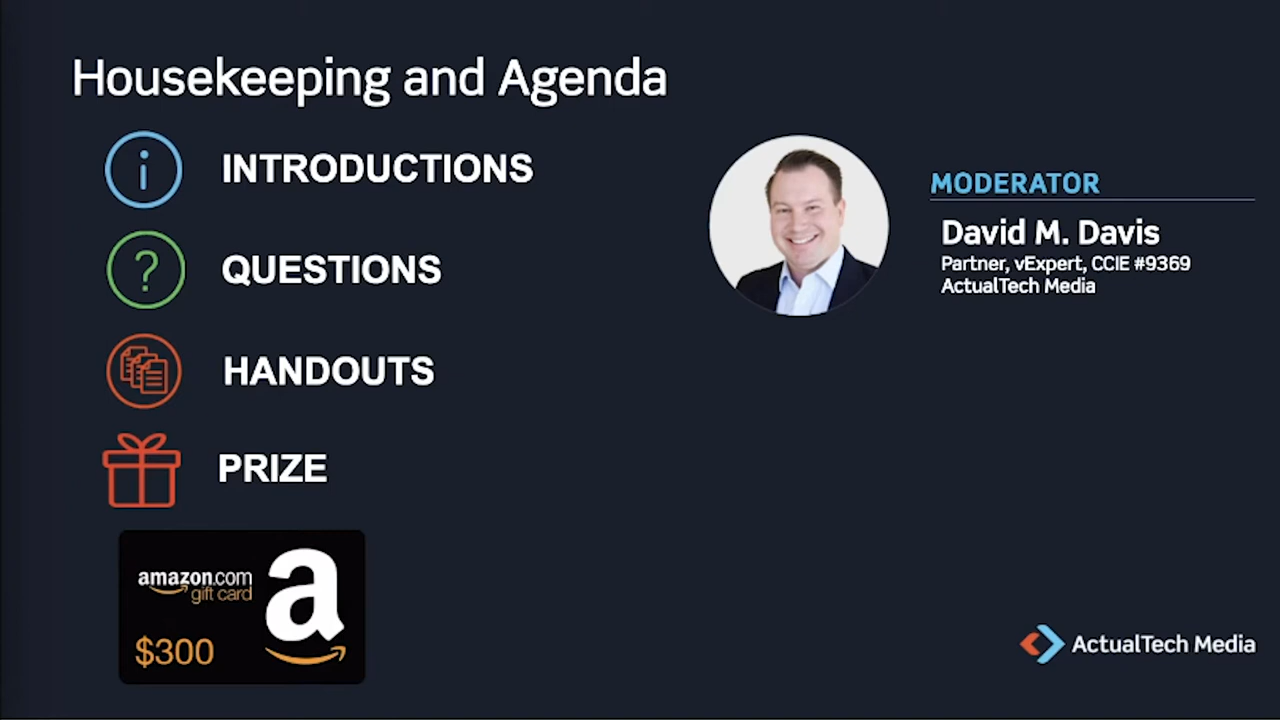 Housekeeping and Agenda
INTRODUCTIONS
QUESTIONS
HANDOUTS
PRIZE
amazon.com
gift card
a
$300
MODERATOR
David M. Davis
Partner, vExpert, CCIE #9369
ActualTech Media
ActualTech Media